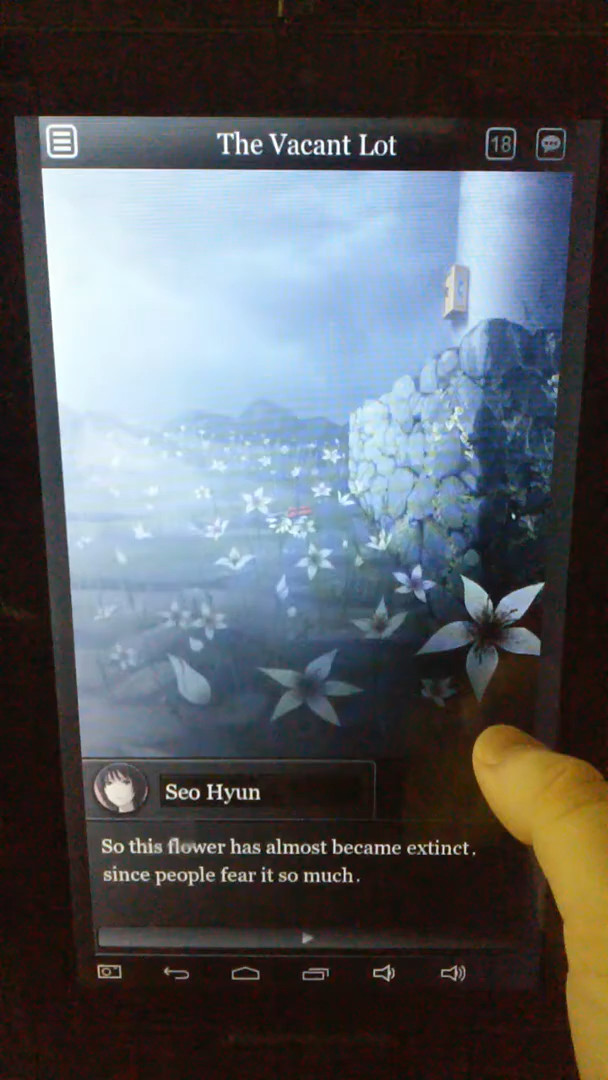 The Vacant Lot
18
Seo Hyun
So this flower has almost became extinct,
since people fear it so much.